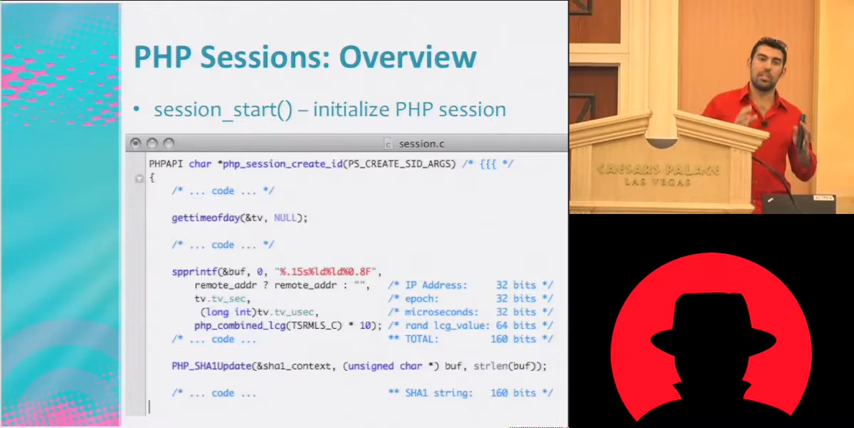 PHP Sessions: Overview
• session_start() – initialize PHP session
session.c
PHPAPI char *php_session_create_id(PS_CREATE_SID_ARGS) /* {{{ */
{
/* ... code ... */
gettimeofday(&tv, NULL);
/* ... code ... */
spprintf(&buf, 0, "%.15s%ld%ld%0.8F",
remote_addr ? remote_addr : "", /* IP Address: 32 bits */
tv.tv_sec, /* epoch: 32 bits */
(long int)tv.tv_usec, /* microseconds: 32 bits */
php_combined_lcg(TSRMLS_C) * 10); /* rand lcg_value: 64 bits */
/* ... code ... ** TOTAL: 160 bits */
PHP_SHA1Update(&sha1_context, (unsigned char *) buf, strlen(buf));
/* ... code ... ** SHA1 string: 160 bits */
CAESARS PALACE
LAS VEGAS